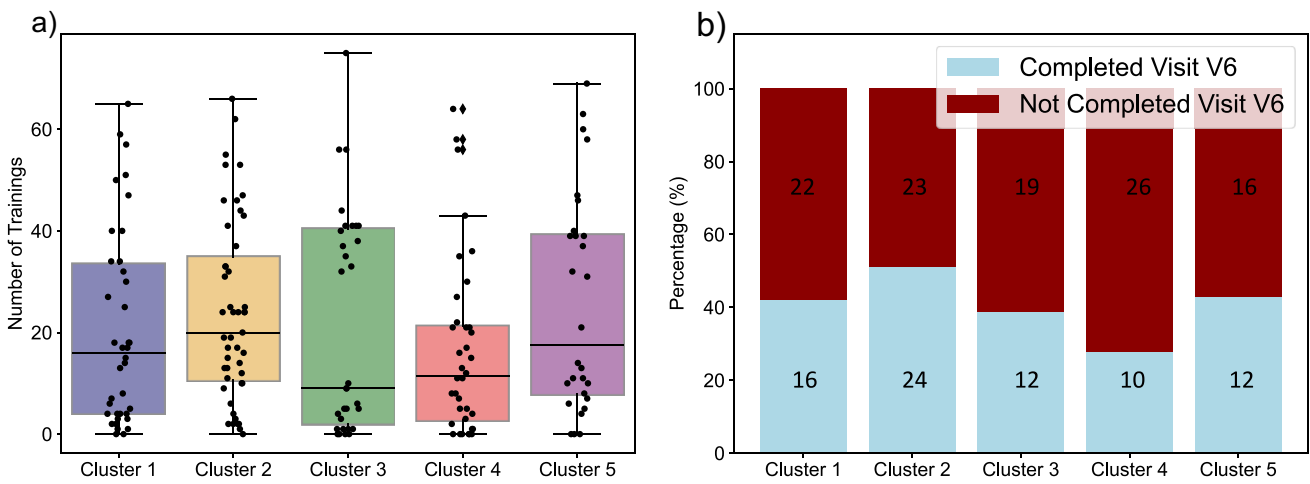 a)
Number of Trainings
60
40
20
0
Cluster 1 Cluster 2 Cluster 3 Cluster 4 Cluster 5
b)
Percentage (%)
100
80
60
40
20
0
Completed Visit V6
Not Completed Visit V6
22 23 19 26 16
16 24 12 10 12
Cluster 1 Cluster 2 Cluster 3 Cluster 4 Cluster 5